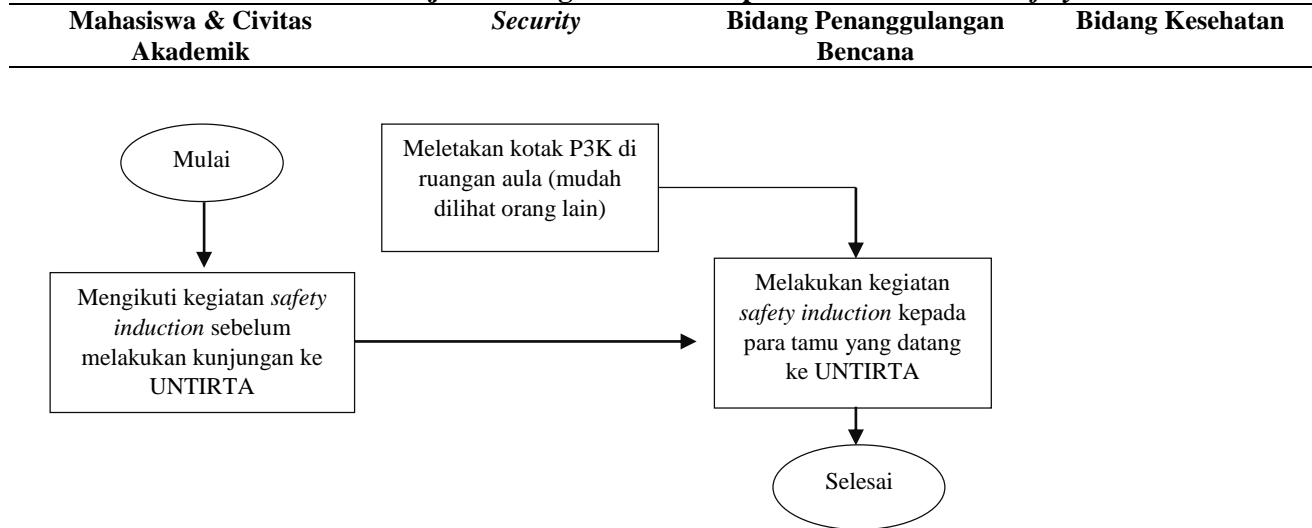 Mahasiswa & Civitas
Akademik
Security
Bidang Penanggulangan
Bencana
Bidang Kesehatan
Mulai
Meletakan kotak P3K di
ruangan aula (mudah
dilihat orang lain)
Mengikuti kegiatan safety
induction sebelum
melakukan kunjungan ke
UNTIRTA
Melakukan kegiatan
safety induction kepada
para tamu yang datang
ke UNTIRTA
Selesai